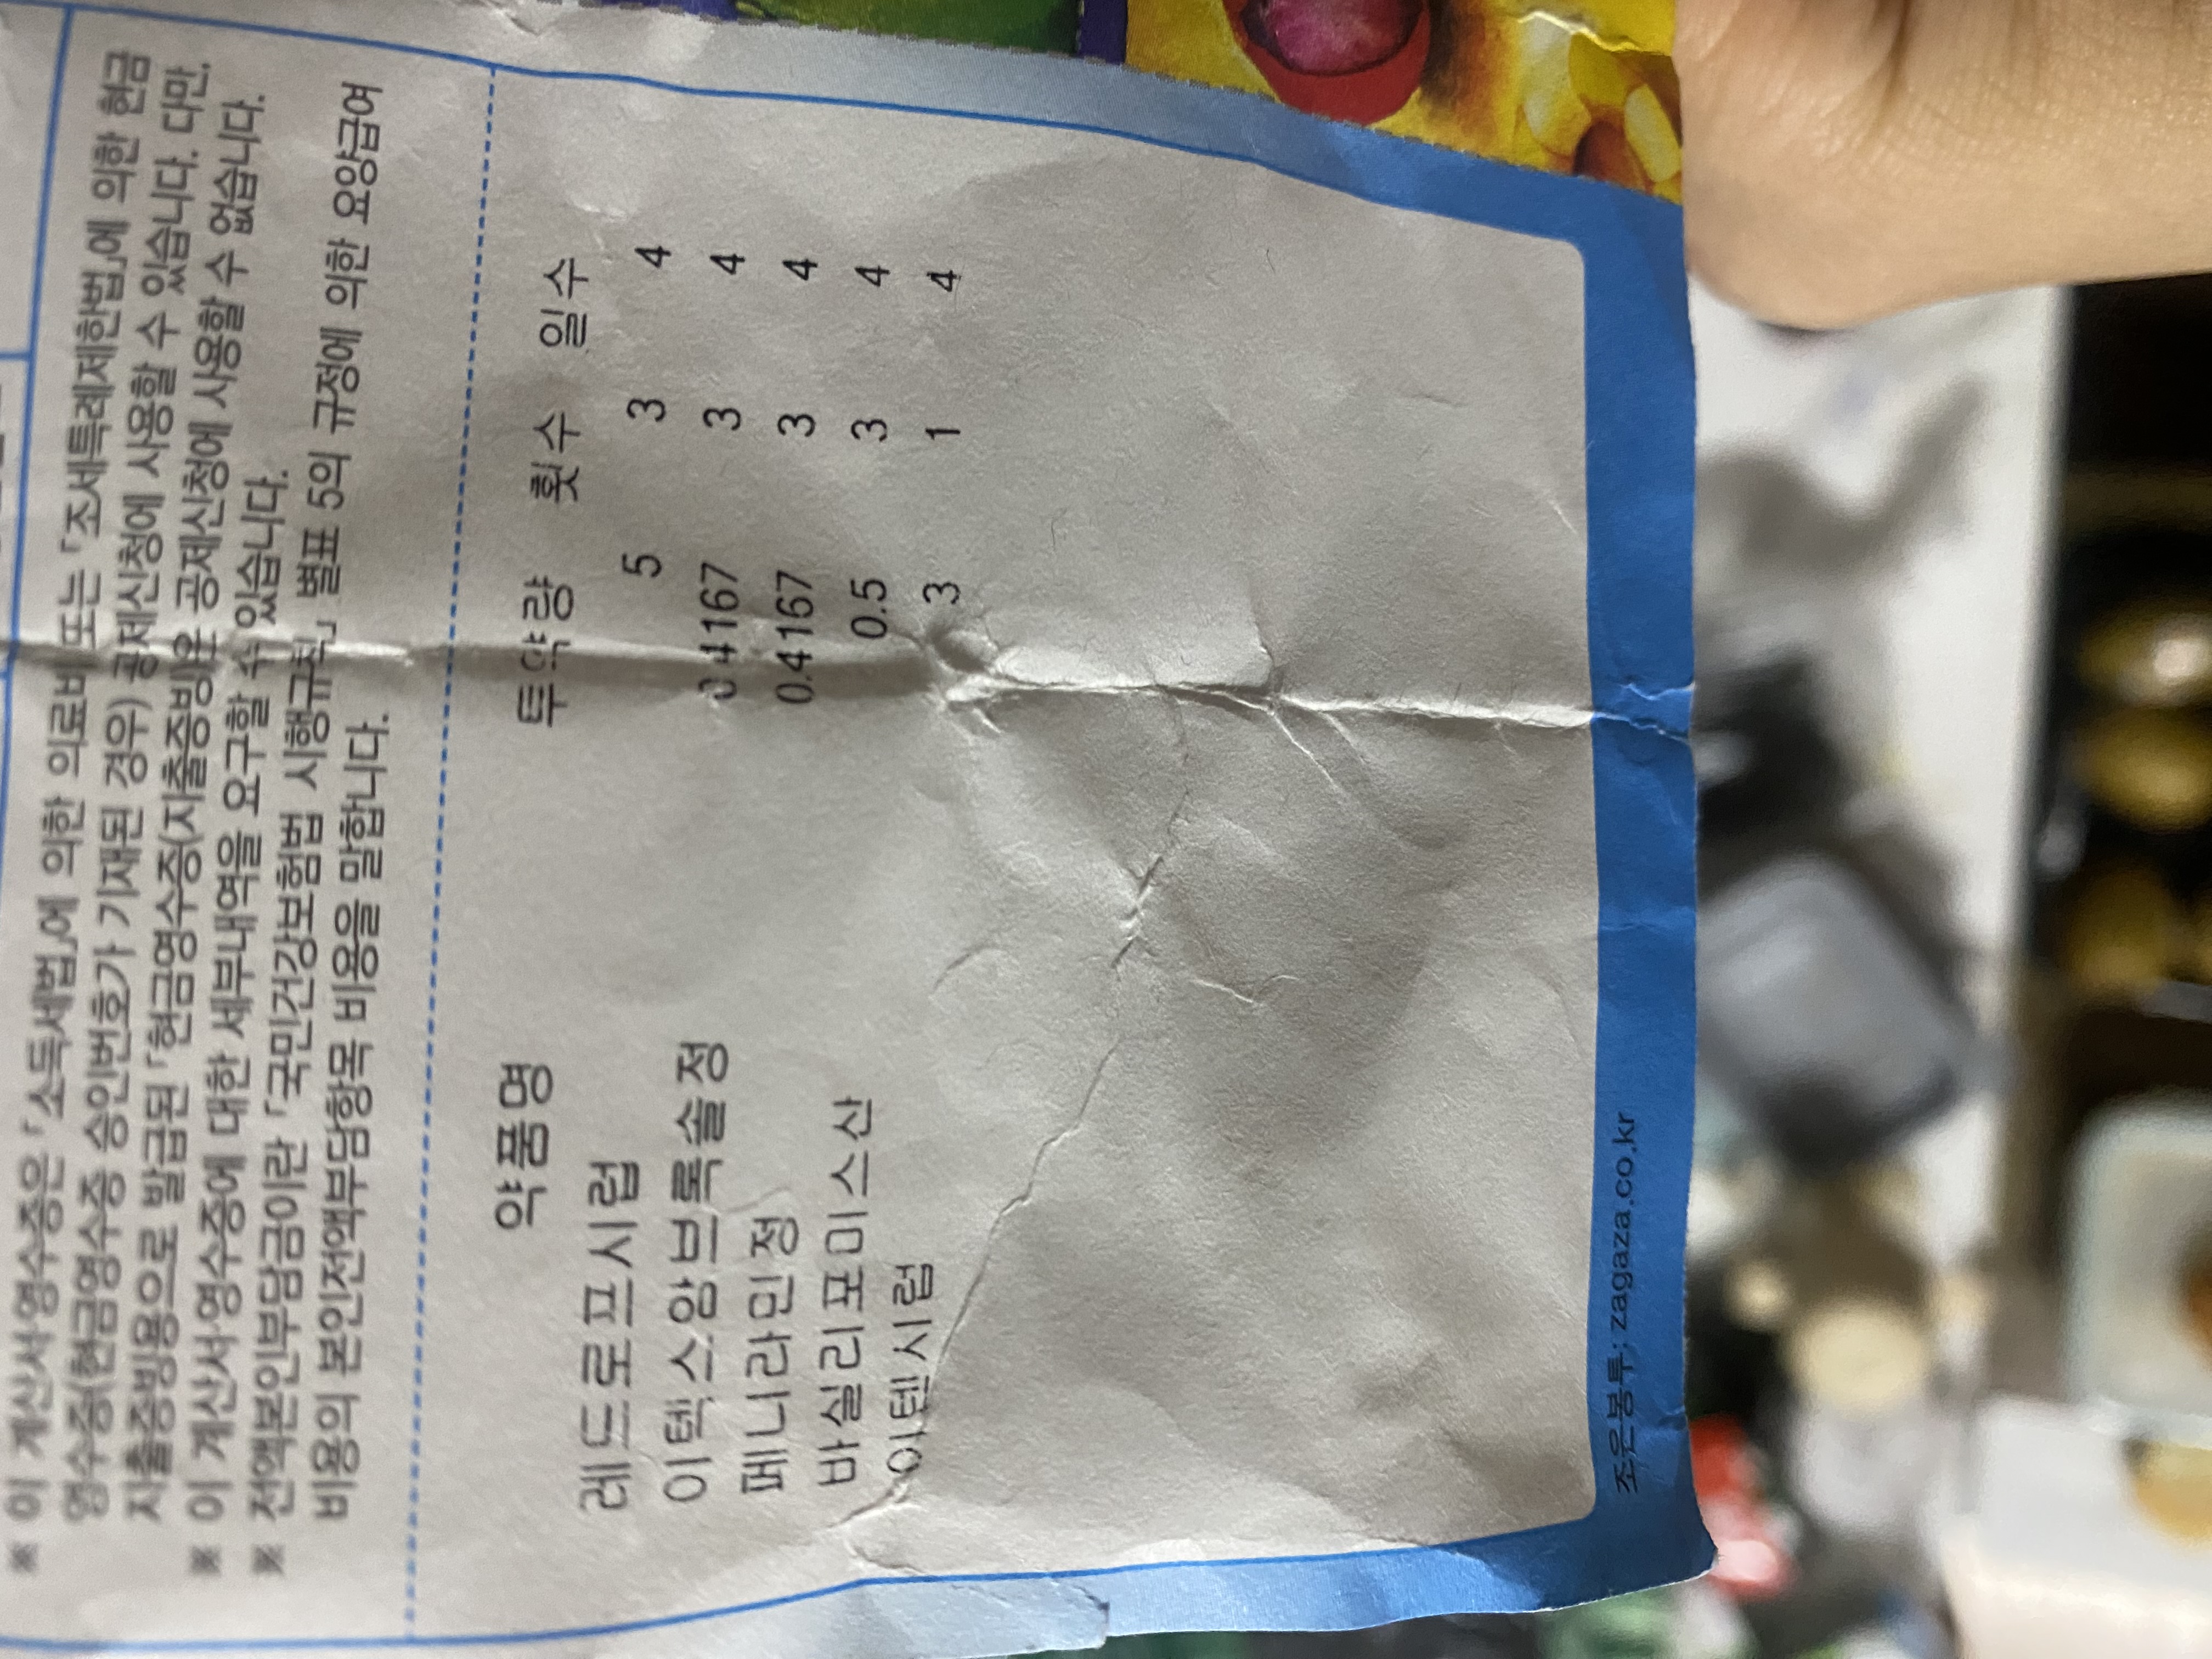 ※ 이 계산서·영수증은 「소득세법」에 의한 의료비 또는 「조세특례제한법」에 의한 현금
영수증(현금영수증 승인번호가 기재된 경우) 공제신청에 사용할 수 있습니다. 다만,
지출증빙용으로 발급된 「현금영수증(지출증빙)」은 공제신청에 사용할 수 없습니다.
※ 이 계산서·영수증에 대한 세부내역을 요구할 수 있습니다.
※ 전액본인부담금이란 「국민건강보험법 시행규칙」 별표 5의 규정에 의한 요양급여
비용의 본인전액부담항목 비용을 말합니다.
약품명 투약량 횟수 일수
레드로프시럽 5 3 4
이텍스암브록솔정 0.4167 3 4
페니라민정 0.4167 3 4
바실리포미스산 0.5 3 4
아텐시럽 3 1 4
조은봉투; zagaza.co.kr